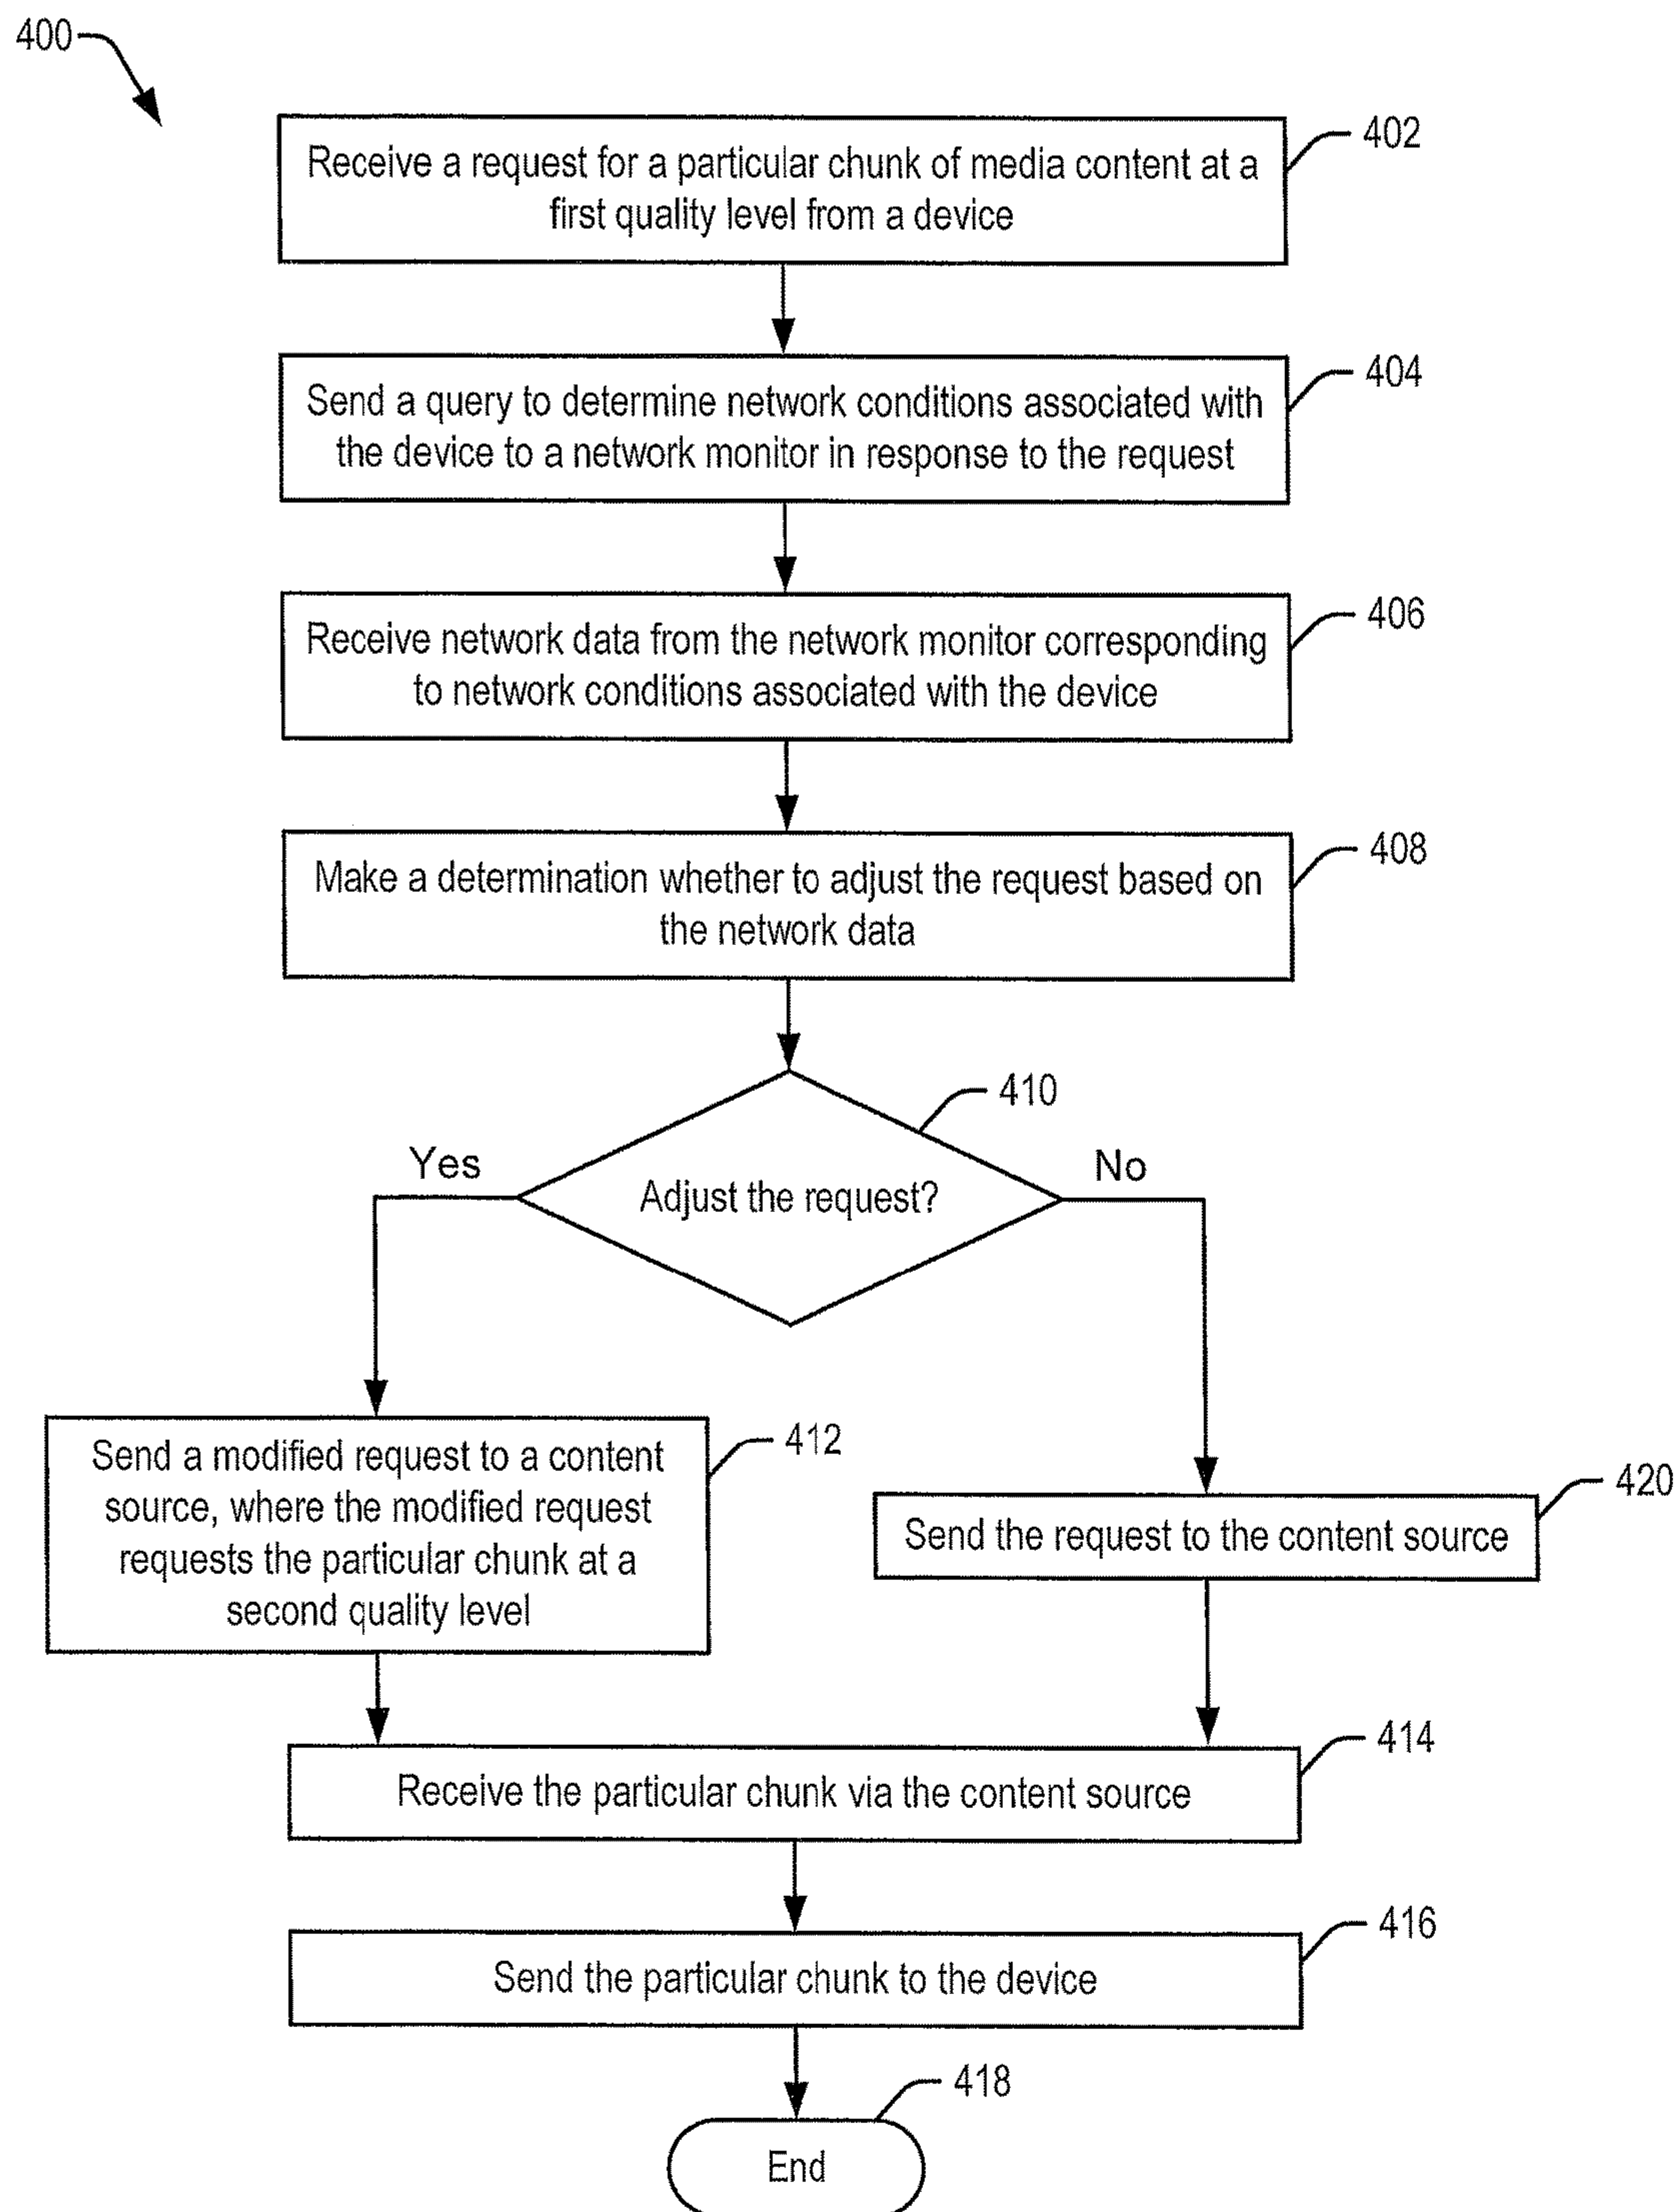 400
402
Receive a request for a particular chunk of media content at a
first quality level from a device
404
Send a query to determine network conditions associated with
the device to a network monitor in response to the request
406
Receive network data from the network monitor corresponding
to network conditions associated with the device
408
Make a determination whether to adjust the request based on
the network data
410
Yes
No
Adjust the request?
412
Send a modified request to a content
source, where the modified request
requests the particular chunk at a
second quality level
420
Send the request to the content source
414
Receive the particular chunk via the content source
416
Send the particular chunk to the device
418
End